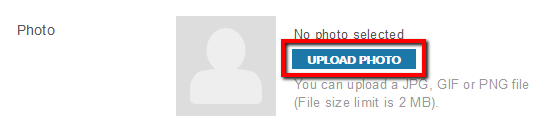 Photo
No photo selected
UPLOAD PHOTO
You can upload a JPG, GIF or PNG file
(File size limit is 2 MB).